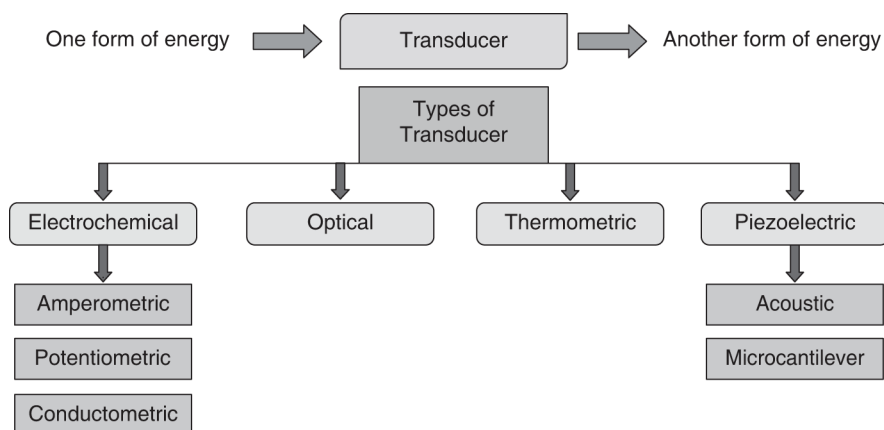 One form of energy
Transducer
Another form of energy
Types of
Transducer
Electrochemical
Optical
Thermometric
Piezoelectric
Amperometric
Acoustic
Potentiometric
Microcantilever
Conductometric